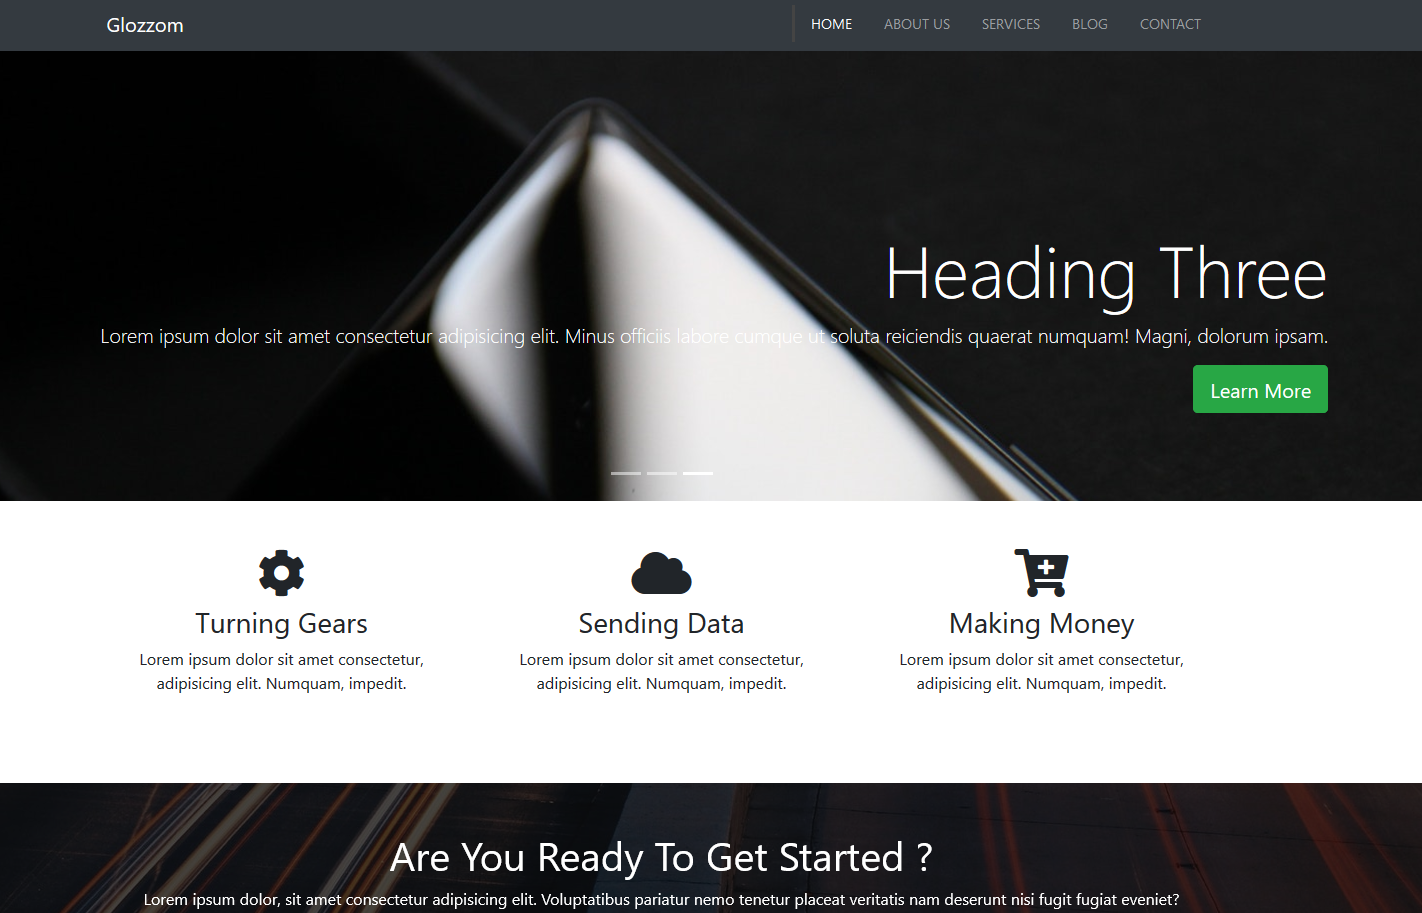 Glozzom
HOME ABOUT US SERVICES BLOG CONTACT
Heading Three
Lorem ipsum dolor sit amet consectetur adipisicing elit. Minus officiis labore cumque ut soluta reiciendis quaerat numquam! Magni, dolorum ipsam.
Learn More
Turning Gears
Lorem ipsum dolor sit amet consectetur,
adipisicing elit. Numquam, impedit.
Sending Data
Lorem ipsum dolor sit amet consectetur,
adipisicing elit. Numquam, impedit.
Making Money
Lorem ipsum dolor sit amet consectetur,
adipisicing elit. Numquam, impedit.
Are You Ready To Get Started ?
Lorem ipsum dolor, sit amet consectetur adipisicing elit. Voluptatibus pariatur nemo tenetur placeat veritatis nam deserunt nisi fugit fugiat eveniet?